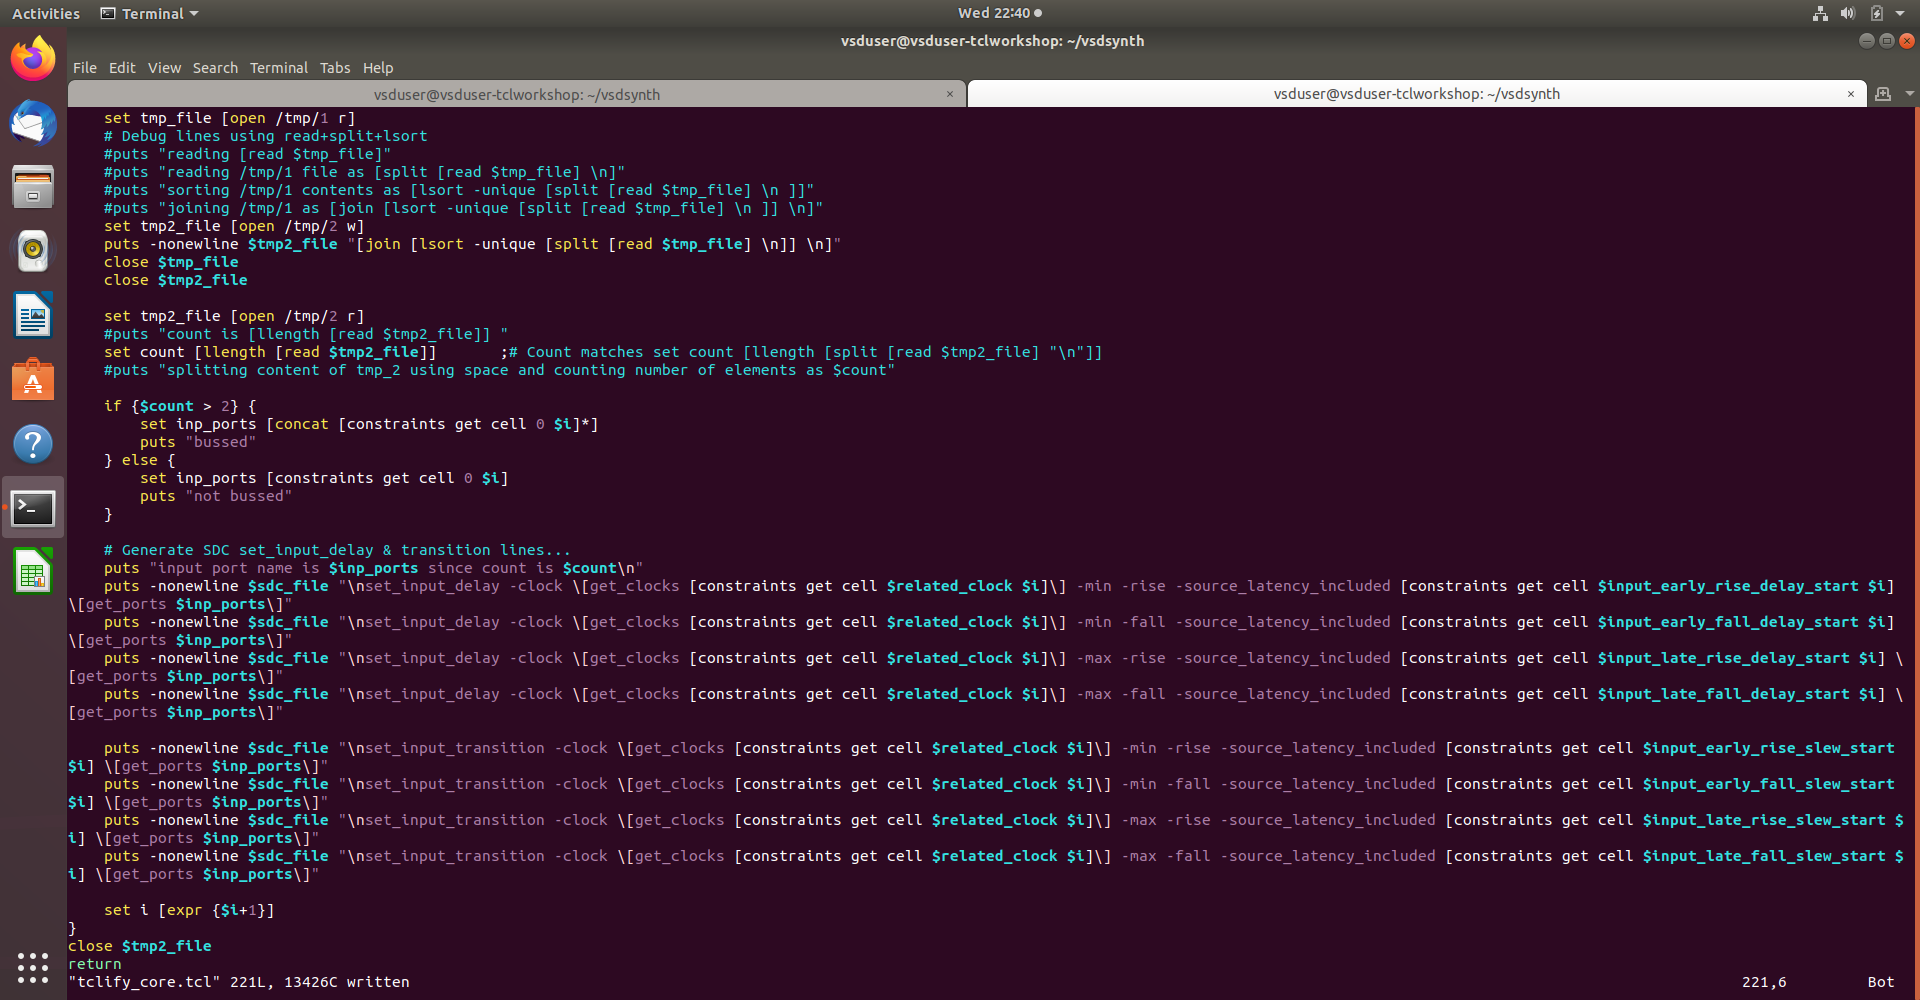 Activities Terminal Wed 22:40
vsduser@vsduser-tclworkshop: ~/vsdsynth
File Edit View Search Terminal Tabs Help
vsduser@vsduser-tclworkshop: ~/vsdsynth × vsduser@vsduser-tclworkshop: ~/vsdsynth ×
    set tmp_file [open /tmp/1 r]
    # Debug lines using read+split+lsort
    #puts "reading [read $tmp_file]"
    #puts "reading /tmp/1 file as [split [read $tmp_file] \n]"
    #puts "sorting /tmp/1 contents as [lsort -unique [split [read $tmp_file] \n ]]"
    #puts "joining /tmp/1 as [join [lsort -unique [split [read $tmp_file] \n ]] \n]"
    set tmp2_file [open /tmp/2 w]
    puts -nonewline $tmp2_file "[join [lsort -unique [split [read $tmp_file] \n]] \n]"
    close $tmp_file
    close $tmp2_file

    set tmp2_file [open /tmp/2 r]
    #puts "count is [llength [read $tmp2_file]] "
    set count [llength [read $tmp2_file]]       ;# Count matches set count [llength [split [read $tmp2_file] "\n"]]
    #puts "splitting content of tmp_2 using space and counting number of elements as $count"

    if {$count > 2} {
        set inp_ports [concat [constraints get cell 0 $i]*]
        puts "bussed"
    } else {
        set inp_ports [constraints get cell 0 $i]
        puts "not bussed"
    }

    # Generate SDC set_input_delay & transition lines...
    puts "input port name is $inp_ports since count is $count\n"
    puts -nonewline $sdc_file "\nset_input_delay -clock \[get_clocks [constraints get cell $related_clock $i]\] -min -rise -source_latency_included [constraints get cell $input_early_rise_delay_start $i]
\[get_ports $inp_ports\]"
    puts -nonewline $sdc_file "\nset_input_delay -clock \[get_clocks [constraints get cell $related_clock $i]\] -min -fall -source_latency_included [constraints get cell $input_early_fall_delay_start $i]
\[get_ports $inp_ports\]"
    puts -nonewline $sdc_file "\nset_input_delay -clock \[get_clocks [constraints get cell $related_clock $i]\] -max -rise -source_latency_included [constraints get cell $input_late_rise_delay_start $i] \
[get_ports $inp_ports\]"
    puts -nonewline $sdc_file "\nset_input_delay -clock \[get_clocks [constraints get cell $related_clock $i]\] -max -fall -source_latency_included [constraints get cell $input_late_fall_delay_start $i] \
[get_ports $inp_ports\]"

    puts -nonewline $sdc_file "\nset_input_transition -clock \[get_clocks [constraints get cell $related_clock $i]\] -min -rise -source_latency_included [constraints get cell $input_early_rise_slew_start
$i] \[get_ports $inp_ports\]"
    puts -nonewline $sdc_file "\nset_input_transition -clock \[get_clocks [constraints get cell $related_clock $i]\] -min -fall -source_latency_included [constraints get cell $input_early_fall_slew_start
$i] \[get_ports $inp_ports\]"
    puts -nonewline $sdc_file "\nset_input_transition -clock \[get_clocks [constraints get cell $related_clock $i]\] -max -rise -source_latency_included [constraints get cell $input_late_rise_slew_start $
i] \[get_ports $inp_ports\]"
    puts -nonewline $sdc_file "\nset_input_transition -clock \[get_clocks [constraints get cell $related_clock $i]\] -max -fall -source_latency_included [constraints get cell $input_late_fall_slew_start $
i] \[get_ports $inp_ports\]"

    set i [expr {$i+1}]
}
close $tmp2_file
return
"tclify_core.tcl" 221L, 13426C written 221,6 Bot